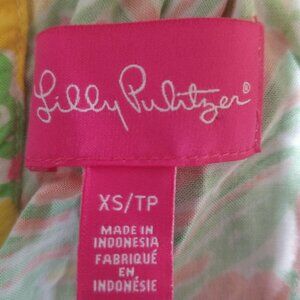 Lilly Pulitzer®
XS/TP
MADE IN
INDONESIA
FABRIQUÉ
EN
INDONÉSIE